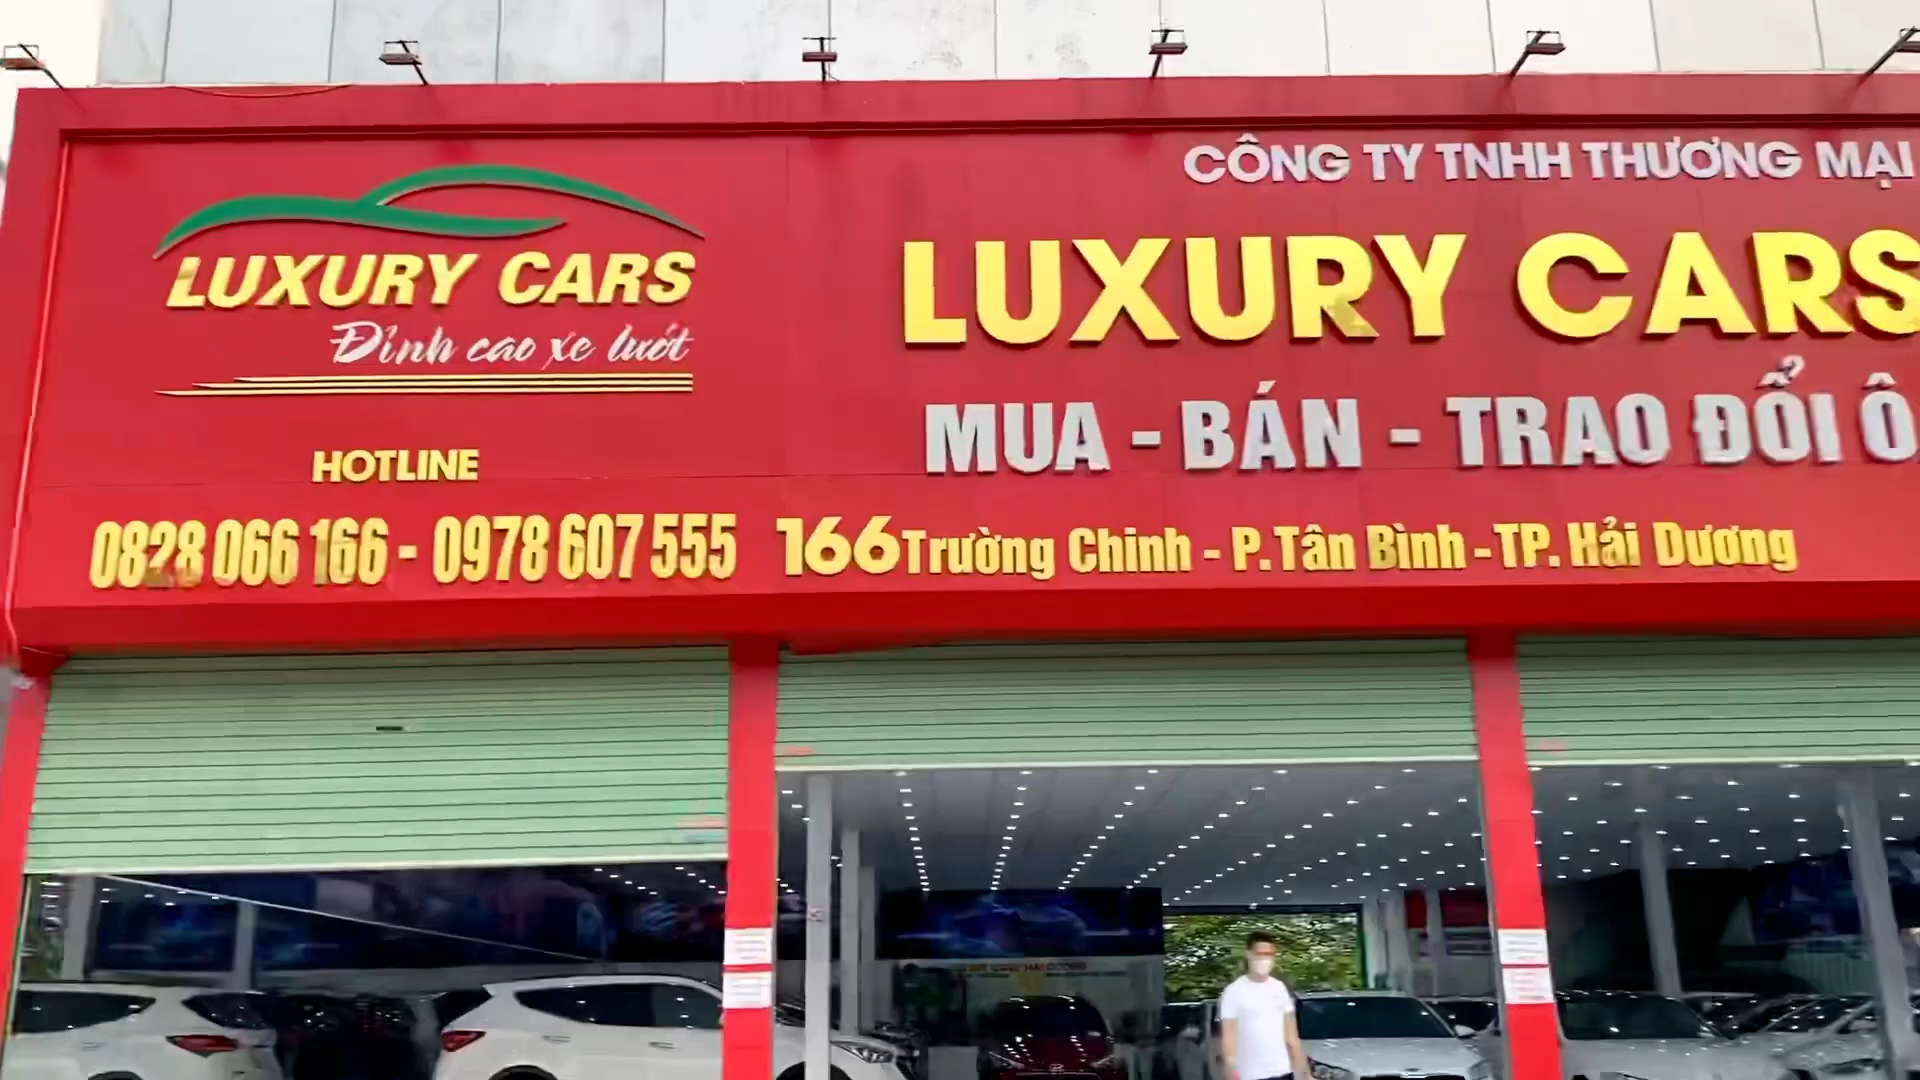 LUXURY CARS
Đỉnh cao xe lướt
HOTLINE
0828 066 166 - 0978 607 555
CÔNG TY TNHH THƯƠNG MẠI
LUXURY CARS
MUA - BÁN - TRAO ĐỔI Ô
166 Trường Chinh - P. Tân Bình - TP. Hải Dương